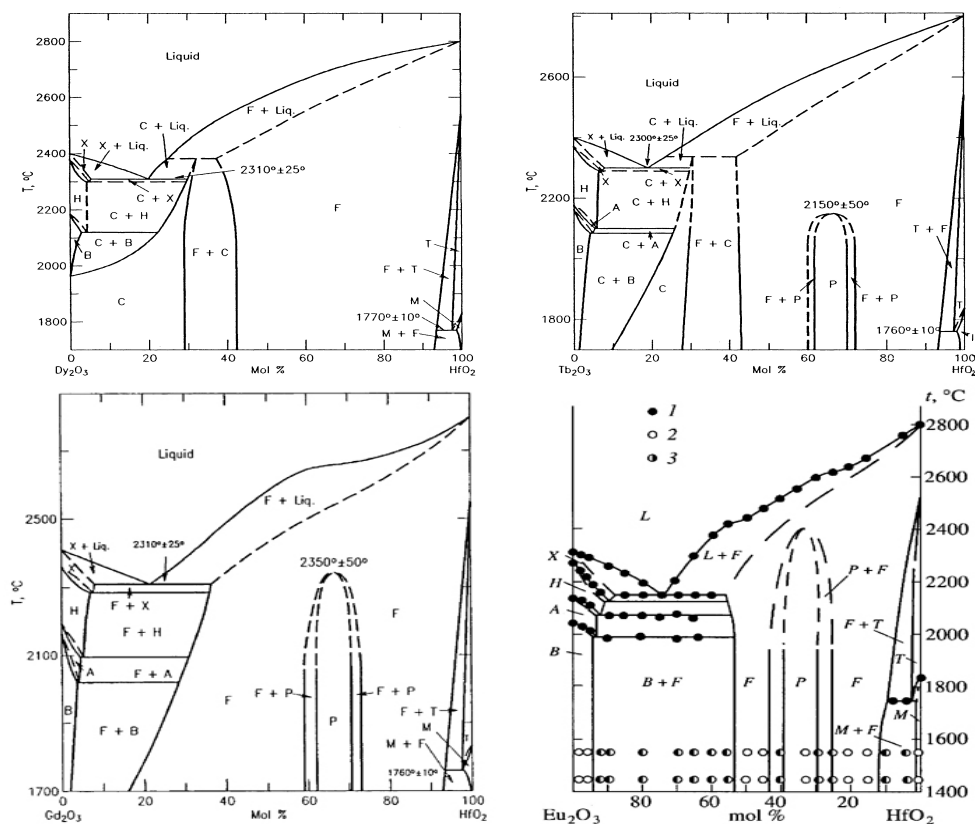 2800
2600
2400
2200
2000
1800
T, °C
Liquid
F + Liq.
C + Liq.
X
X + Liq.
2310°±25°
C + X
H
C + H
C + B
B
F
F + C
C
T
F + T
M
1770°±10°
M + F
0
20
40
60
80
100
Dy₂O₃
Mol %
HfO₂
2600
2200
1800
T, °C
Liquid
F + Liq.
C + Liq.
X + Liq.
2300°±25°
X
C + X
H
A
C + H
C + A
B
C + B
C
F + C
2150°±50°
F
F + P
P
F + P
T + F
T
1760°±10°
0
20
40
60
80
100
Tb₂O₃
Mol %
HfO₂
2500
2100
1700
T, °C
Liquid
F + Liq.
X + Liq.
2310°±25°
F + X
H
F + H
A
F + A
B
F + B
F
2350°±50°
F
F + P
P
F + P
F + T
M
T
M + F
1760°±10°
0
20
40
60
80
100
Gd₂O₃
Mol %
HfO₂
t, °C
2800
2600
2400
2200
2000
1800
1600
1400
1
2
3
L
L + F
X
H
A
B
P + F
F + T
T
B + F
F
P
F
M
M + F
Eu₂O₃
80
60
40
20
mol %
HfO₂